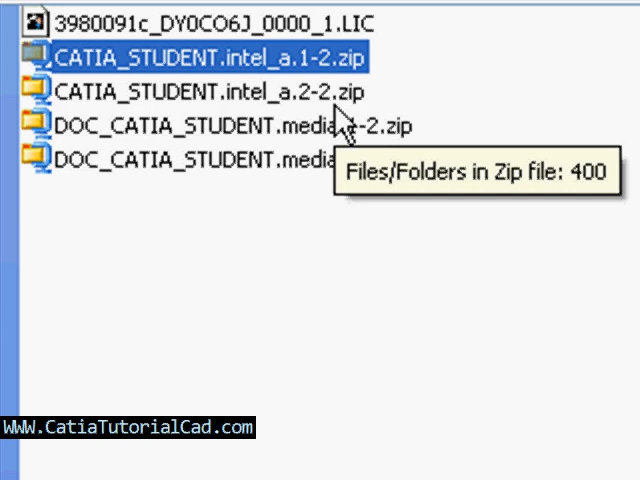 3980091c_DY0CO6J_0000_1.LIC
CATIA_STUDENT.intel_a.1-2.zip
CATIA_STUDENT.intel_a.2-2.zip
DOC_CATIA_STUDENT.media -2.zip
DOC_CATIA_STUDENT.media
Files/Folders in Zip file: 400
WWW.CatiaTutorialCad.com